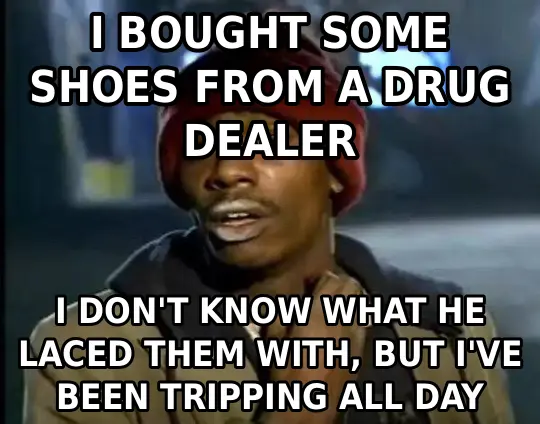 I BOUGHT SOME
SHOES FROM A DRUG
DEALER
I DON'T KNOW WHAT HE
LACED THEM WITH, BUT I'VE
BEEN TRIPPING ALL DAY